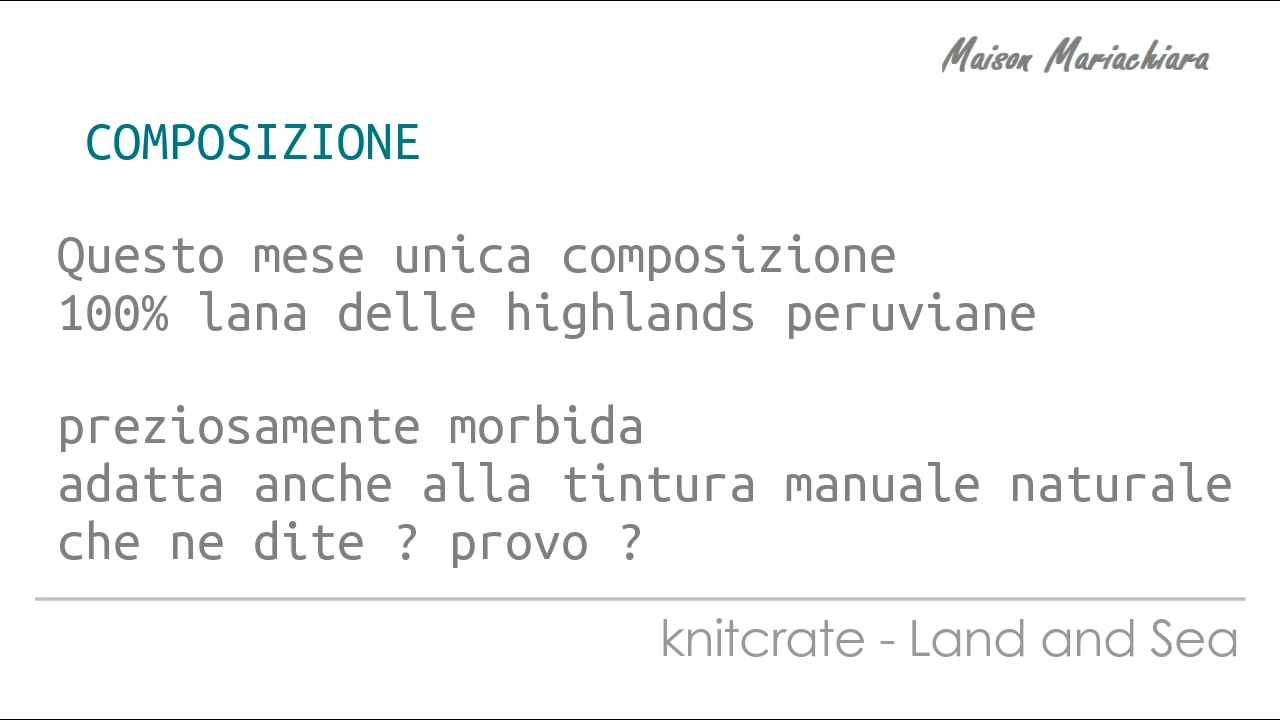 Maison Mariachiara
COMPOSIZIONE
Questo mese unica composizione
100% lana delle highlands peruviane
preziosamente morbida
adatta anche alla tintura manuale naturale
che ne dite ? provo ?
knitcrate - Land and Sea